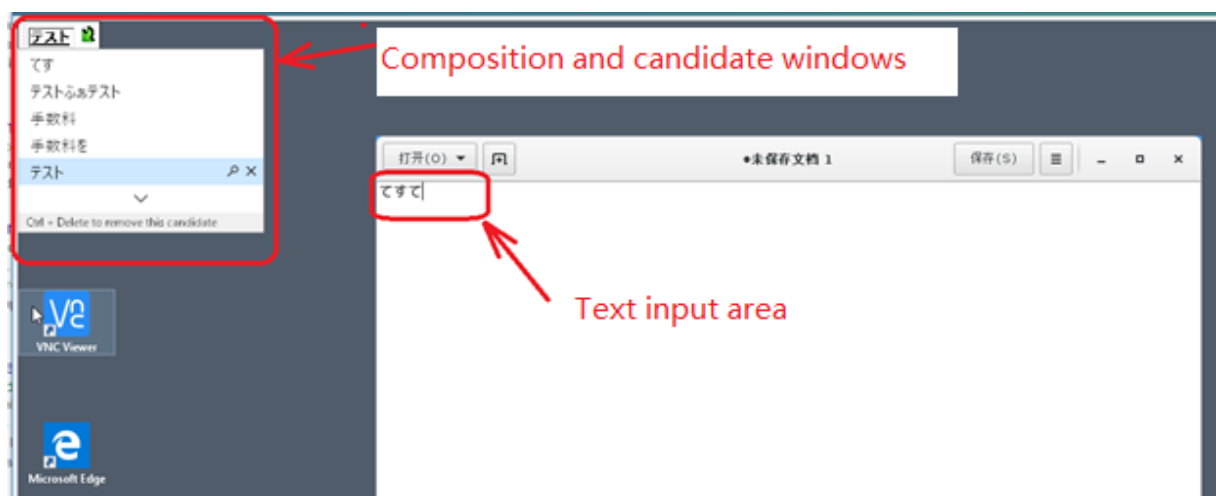 テスト
てす
テストふぁテスト
手数料
手数料を
テスト
Ctrl + Delete to remove this candidate
Composition and candidate windows
打开(O)
•未保存文档 1
保存(S)
てすて
Text input area
VNC Viewer
Microsoft Edge